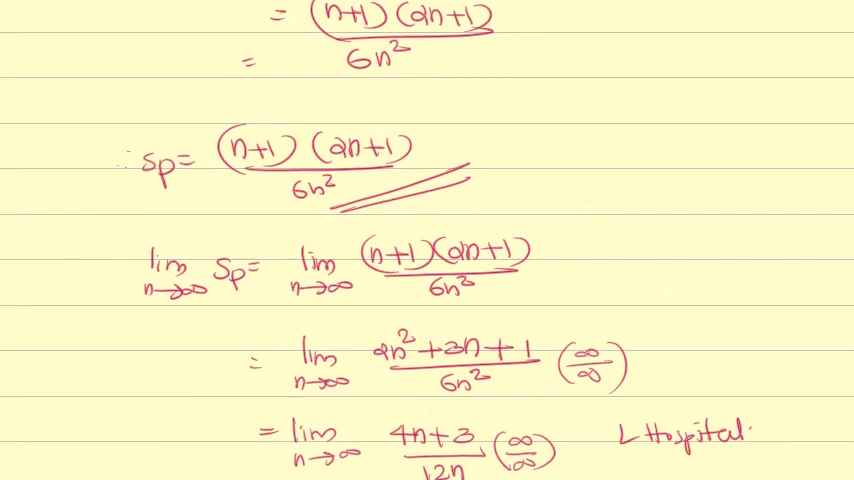 = (n+1)(2n+1)
= 6n²
∴ Sp= (n+1) (2n+1)
6n²
lim n→∞ Sp= lim n→∞ (n+1)(2n+1)
6n²
= lim n→∞ 2n²+3n+1 (∞/∞)
6n²
= lim n→∞ 4n+3 (∞/∞) L Hospital.
12n